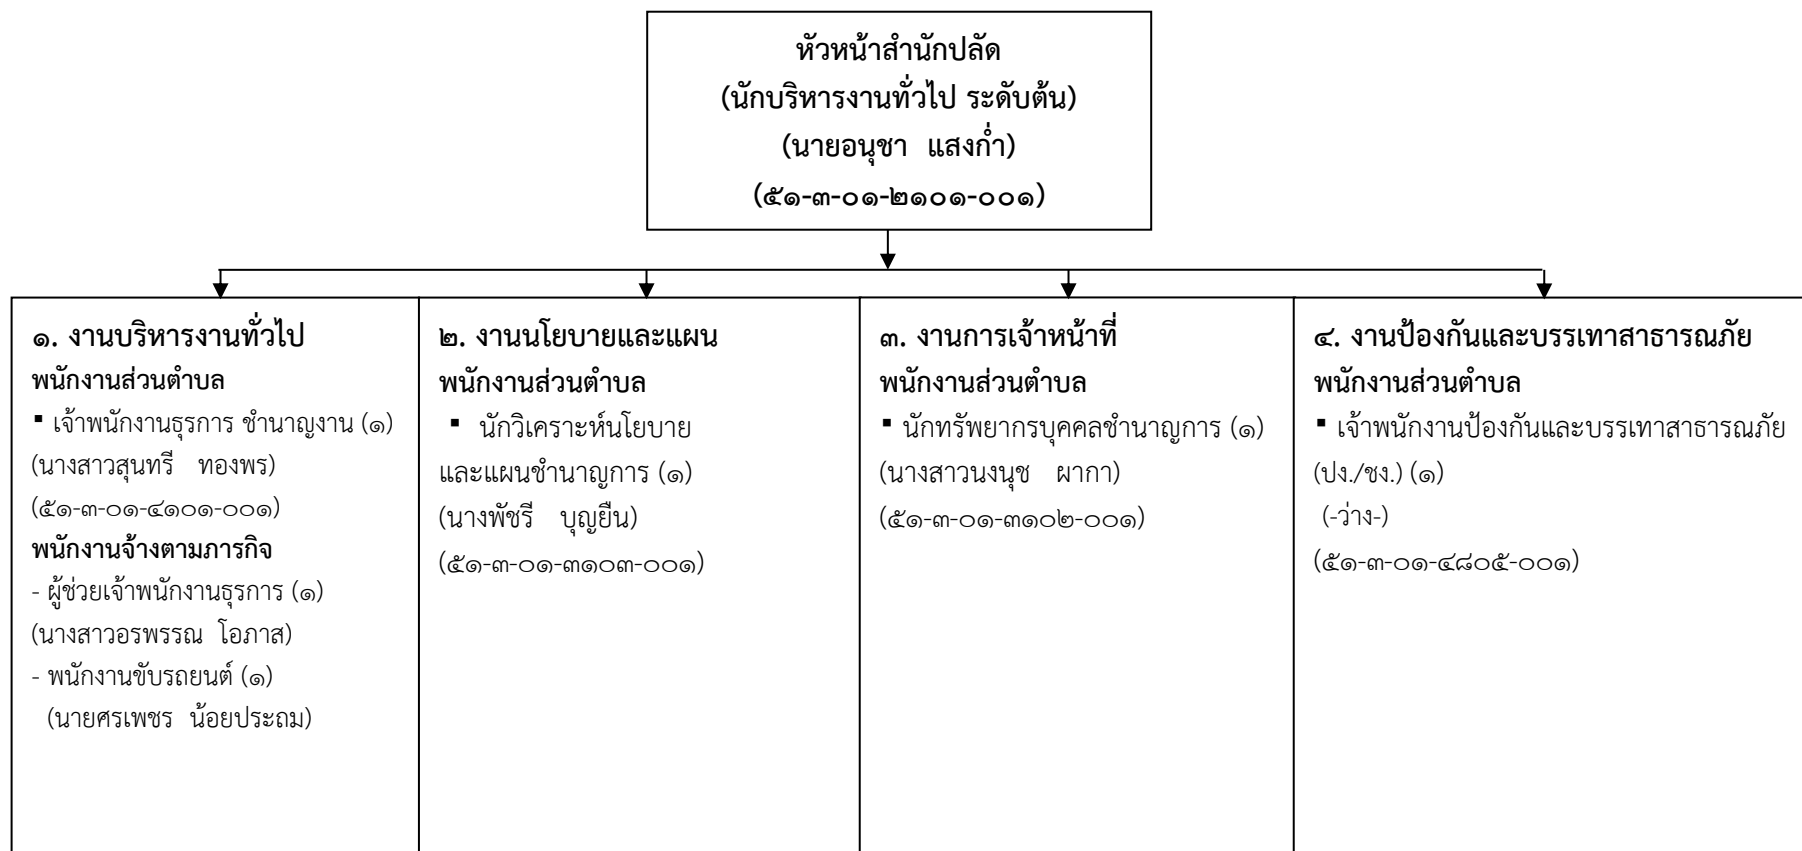 หัวหน้าสำนักปลัด
(นักบริหารงานทั่วไป ระดับต้น)
(นายอนุชา แสงก่ำ)
(๕๑-๓-๐๑-๒๑๐๑-๐๐๑)
๑. งานบริหารงานทั่วไป
พนักงานส่วนตำบล
▪ เจ้าพนักงานธุรการ ชำนาญงาน (๑)
(นางสาวสุนทรี ทองพร)
(๕๑-๓-๐๑-๔๑๐๑-๐๐๑)
พนักงานจ้างตามภารกิจ
- ผู้ช่วยเจ้าพนักงานธุรการ (๑)
(นางสาวอรพรรณ โอภาส)
- พนักงานขับรถยนต์ (๑)
(นายศรเพชร น้อยประถม)
๒. งานนโยบายและแผน
พนักงานส่วนตำบล
▪ นักวิเคราะห์นโยบาย
และแผนชำนาญการ (๑)
(นางพัชรี บุญยืน)
(๕๑-๓-๐๑-๓๑๐๓-๐๐๑)
๓. งานการเจ้าหน้าที่
พนักงานส่วนตำบล
▪ นักทรัพยากรบุคคลชำนาญการ (๑)
(นางสาวนงนุช ผากา)
(๕๑-๓-๐๑-๓๑๐๒-๐๐๑)
๔. งานป้องกันและบรรเทาสาธารณภัย
พนักงานส่วนตำบล
▪ เจ้าพนักงานป้องกันและบรรเทาสาธารณภัย
(ปง./ชง.) (๑)
(-ว่าง-)
(๕๑-๓-๐๑-๔๘๐๕-๐๐๑)